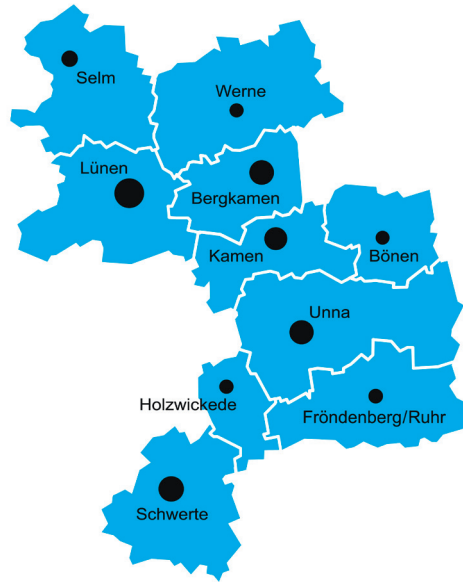 Selm
Werne
Lünen
Bergkamen
Kamen
Bönen
Unna
Holzwickede
Fröndenberg/Ruhr
Schwerte